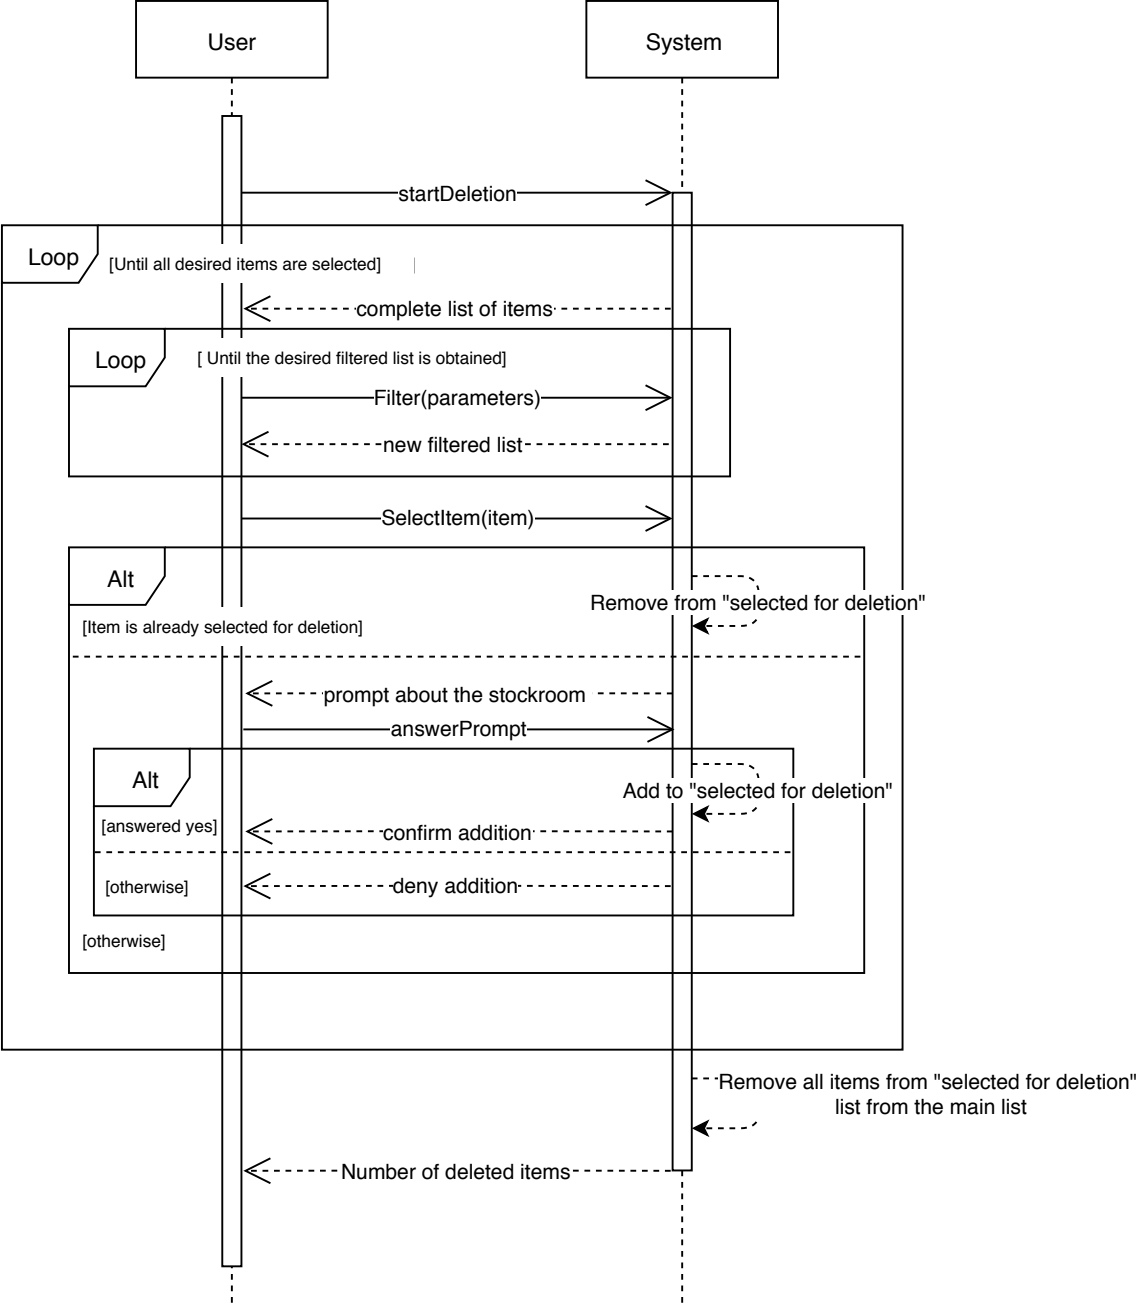 User
System
startDeletion
Loop
[Until all desired items are selected]
complete list of items
Loop
[ Until the desired filtered list is obtained]
Filter(parameters)
new filtered list
SelectItem(item)
Alt
Remove from "selected for deletion"
[Item is already selected for deletion]
prompt about the stockroom
answerPrompt
Alt
Add to "selected for deletion"
[answered yes]
confirm addition
[otherwise]
deny addition
[otherwise]
Remove all items from "selected for deletion"
list from the main list
Number of deleted items